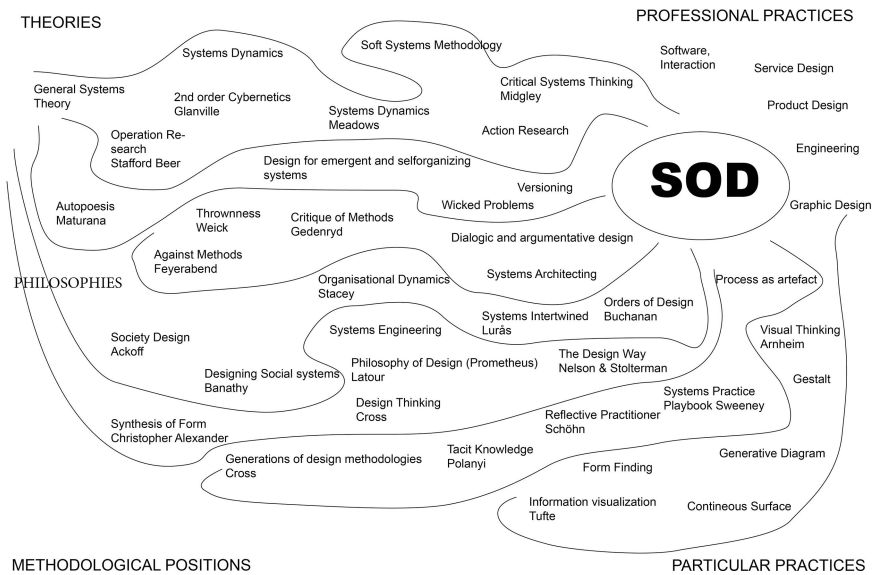 THEORIES
PROFESSIONAL PRACTICES
Soft Systems Methodology
Systems Dynamics
Software,
Interaction
Service Design
General Systems
Theory
Critical Systems Thinking
Midgley
2nd order Cybernetics
Glanville
Systems Dynamics
Meadows
Product Design
Operation Re-
search
Stafford Beer
Action Research
Engineering
Design for emergent and selforganizing
systems
SOD
Versioning
Wicked Problems
Graphic Design
Autopoesis
Maturana
Thrownness
Weick
Critique of Methods
Gedenryd
Dialogic and argumentative design
Against Methods
Feyerabend
PHILOSOPHIES
Organisational Dynamics
Stacey
Systems Architecting
Process as artefact
Orders of Design
Buchanan
Systems Intertwined
Lurås
Systems Engineering
Visual Thinking
Arnheim
Society Design
Ackoff
Philosophy of Design (Prometheus)
Latour
The Design Way
Nelson & Stolterman
Designing Social systems
Banathy
Gestalt
Systems Practice
Playbook Sweeney
Design Thinking
Cross
Reflective Practitioner
Schöhn
Synthesis of Form
Christopher Alexander
Tacit Knowledge
Polanyi
Generations of design methodologies
Cross
Generative Diagram
Form Finding
Information visualization
Tufte
Contineous Surface
METHODOLOGICAL POSITIONS
PARTICULAR PRACTICES